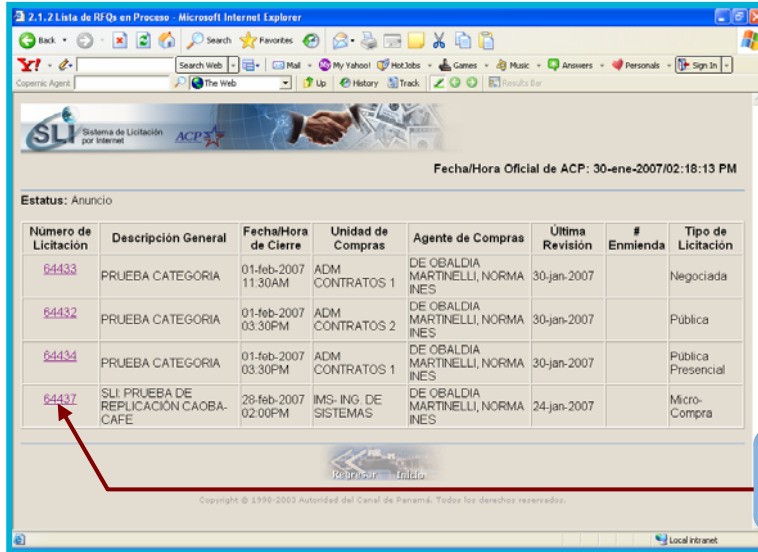 2.1.2 Lista de RFQs en Proceso - Microsoft Internet Explorer
Back Search Favorites
Y! Search Web Mail My Yahoo! HotJobs Games Music Answers Personals Sign In
Copernic Agent The Web Up History Track Results Bar
SLI Sistema de Licitación por Internet ACP
Fecha/Hora Oficial de ACP: 30-ene-2007/02:18:13 PM
Estatus: Anuncio
Número de Licitación Descripción General Fecha/Hora de Cierre Unidad de Compras Agente de Compras Última Revisión # Enmienda Tipo de Licitación
64433 PRUEBA CATEGORIA 01-feb-2007 11:30AM ADM CONTRATOS 1 DE OBALDIA MARTINELLI, NORMA INES 30-jan-2007 Negociada
64432 PRUEBA CATEGORIA 01-feb-2007 03:30PM ADM CONTRATOS 2 DE OBALDIA MARTINELLI, NORMA INES 30-jan-2007 Pública
64434 PRUEBA CATEGORIA 01-feb-2007 03:30PM ADM CONTRATOS 1 DE OBALDIA MARTINELLI, NORMA INES 30-jan-2007 Pública Presencial
64437 SLI: PRUEBA DE REPLICACIÓN CAOBA-CAFE 28-feb-2007 02:00PM IMS- ING. DE SISTEMAS DE OBALDIA MARTINELLI, NORMA INES 24-jan-2007 Micro-Compra
Regresar Inicio
Copyright © 1998-2003 Autoridad del Canal de Panamá. Todos los derechos reservados.
Local intranet